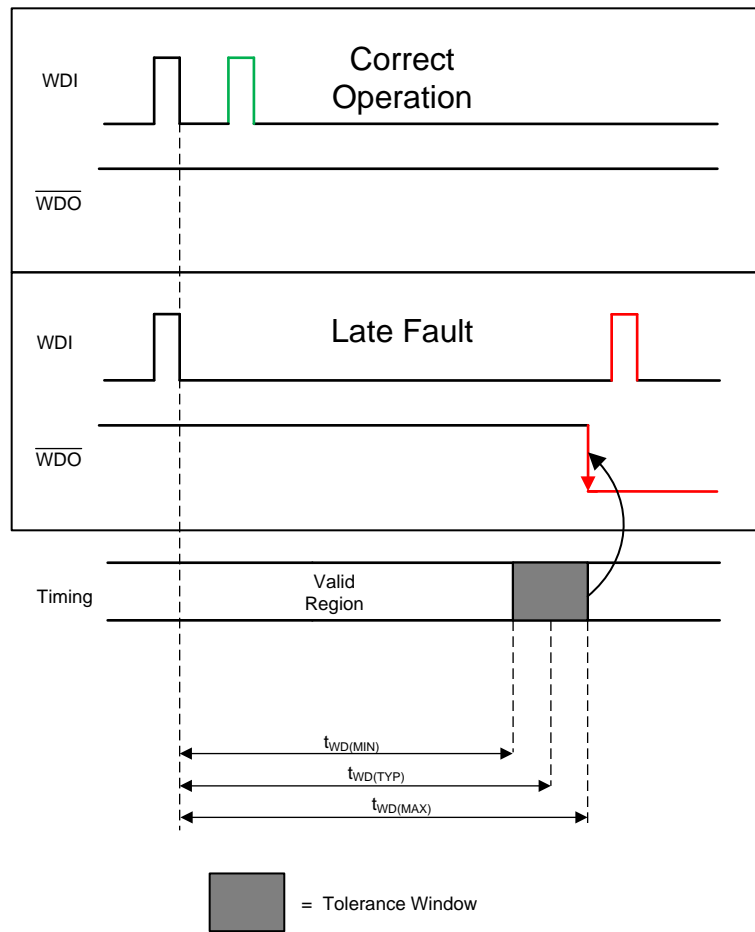 WDI
Correct
Operation
WDO
WDI
Late Fault
WDO
Timing
Valid
Region
tWD(MIN)
tWD(TYP)
tWD(MAX)
= Tolerance Window